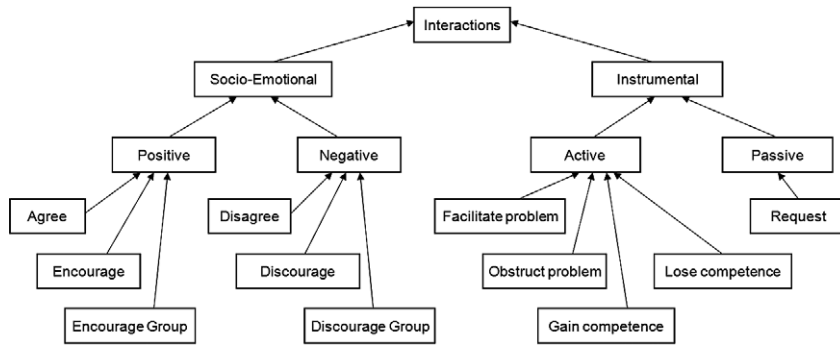 Interactions
Socio-Emotional
Instrumental
Positive
Negative
Active
Passive
Agree
Disagree
Facilitate problem
Request
Encourage
Discourage
Obstruct problem
Lose competence
Encourage Group
Discourage Group
Gain competence